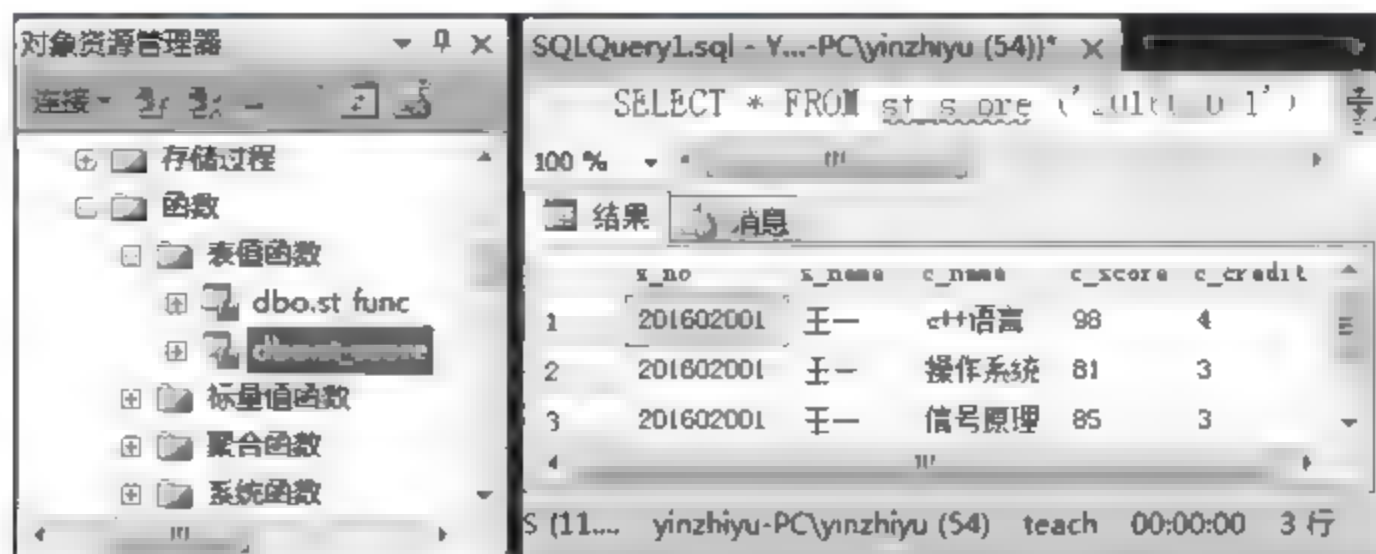 对象资源管理器
连接
存储过程
函数
表值函数
dbo.st func
标量值函数
聚合函数
系统函数
SQLQuery1.sql - Y...-PC\yinzhiyu (54))* ×
SELECT * FROM
100 %
结果 消息
s_no s_name c_name c_score c_credit
1 201602001 王一 c++语言 98 4
2 201602001 王一 操作系统 81 3
3 201602001 王一 信号原理 85 3
S (11.... yinzhiyu-PC\yinzhiyu (54) teach 00:00:00 3 行